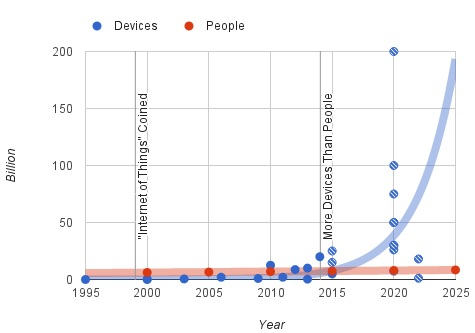 Devices People
200
150
100
50
0
Billion
"Internet of Things" Coined
More Devices Than People
1995 2000 2005 2010 2015 2020 2025
Year